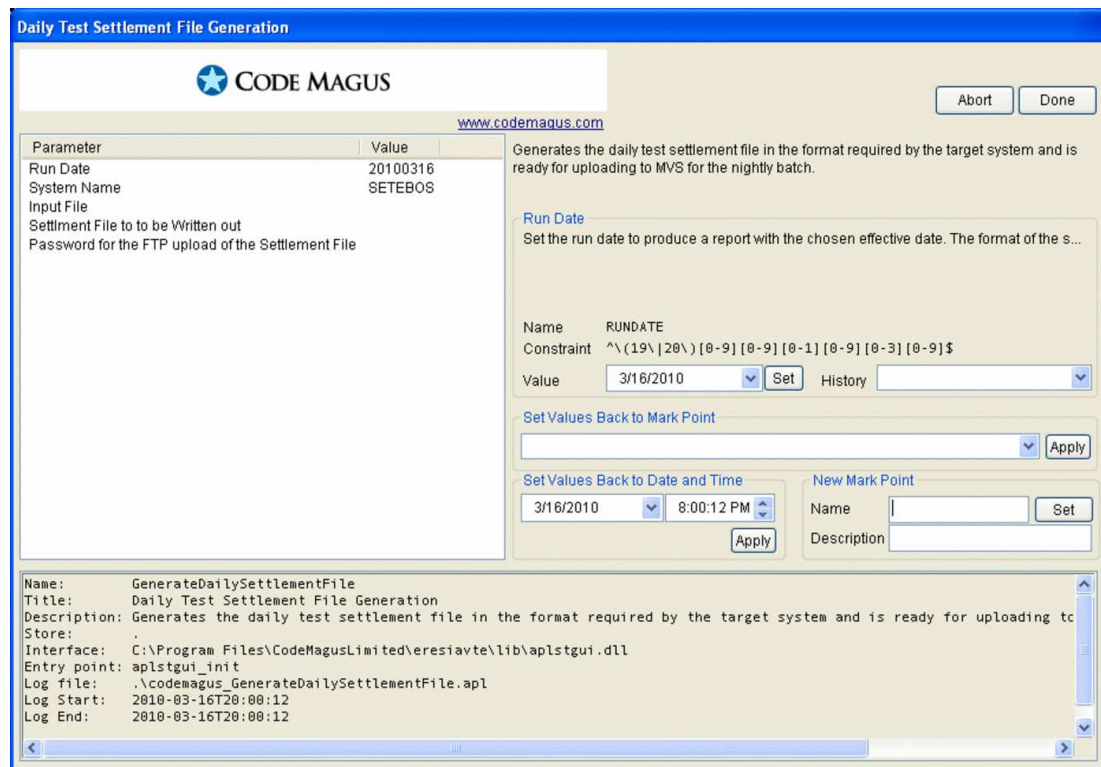 Daily Test Settlement File Generation
CODE MAGUS
Abort Done
www.codemagus.com
Parameter Value
Run Date 20100316
System Name SETEBOS
Input File
Settlment File to to be Written out
Password for the FTP upload of the Settlement File
Generates the daily test settlement file in the format required by the target system and is
ready for uploading to MVS for the nightly batch.
Run Date
Set the run date to produce a report with the chosen effective date. The format of the s...
Name RUNDATE
Constraint ^\(19\|20\)[0-9][0-9][0-1][0-9][0-3][0-9]$
Value 3/16/2010 Set History
Set Values Back to Mark Point
Apply
Set Values Back to Date and Time
3/16/2010 8:00:12 PM
Apply
New Mark Point
Name Set
Description
Name: GenerateDailySettlementFile
Title: Daily Test Settlement File Generation
Description: Generates the daily test settlement file in the format required by the target system and is ready for uploading to
Store: .
Interface: C:\Program Files\CodeMagusLimited\eresiavte\lib\aplstgui.dll
Entry point: aplstgui_init
Log file: .\codemagus_GenerateDailySettlementFile.apl
Log Start: 2010-03-16T20:00:12
Log End: 2010-03-16T20:00:12